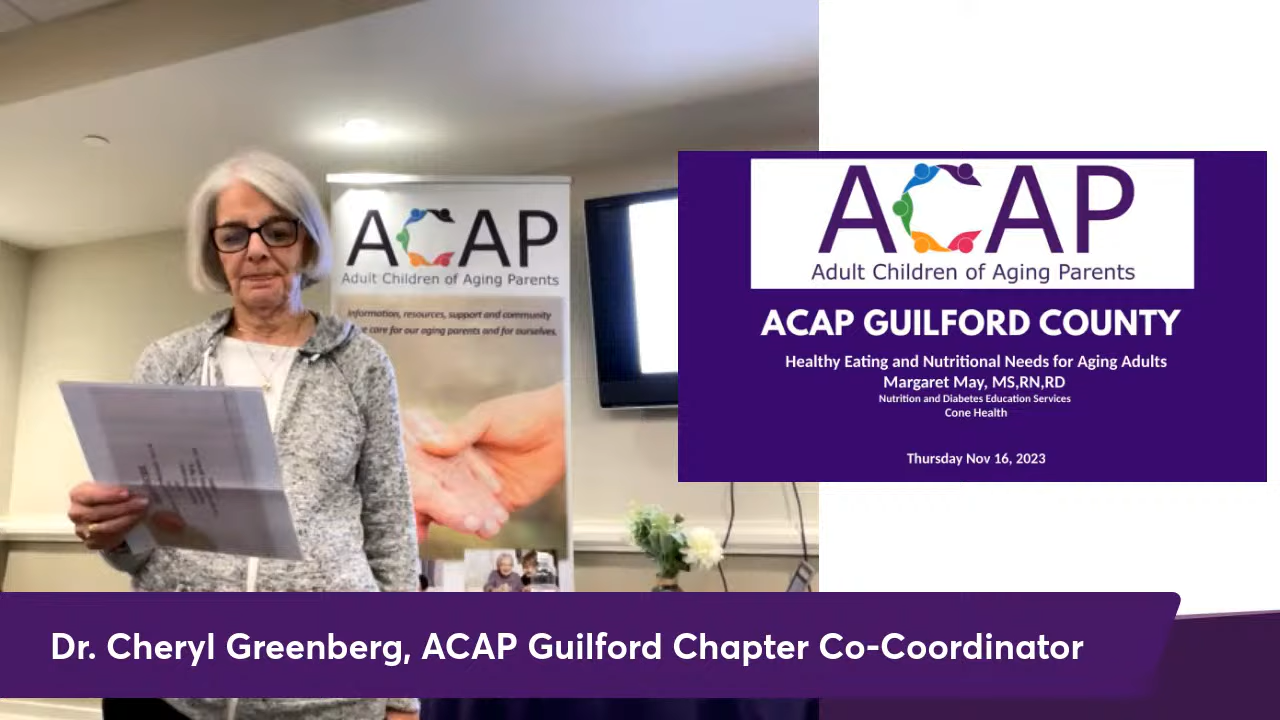 ACAP
Adult Children of Aging Parents
Information, resources, support and community
care for our aging parents and for ourselves.
ACAP
Adult Children of Aging Parents
ACAP GUILFORD COUNTY
Healthy Eating and Nutritional Needs for Aging Adults
Margaret May, MS,RN,RD
Nutrition and Diabetes Education Services
Cone Health
Thursday Nov 16, 2023
Dr. Cheryl Greenberg, ACAP Guilford Chapter Co-Coordinator